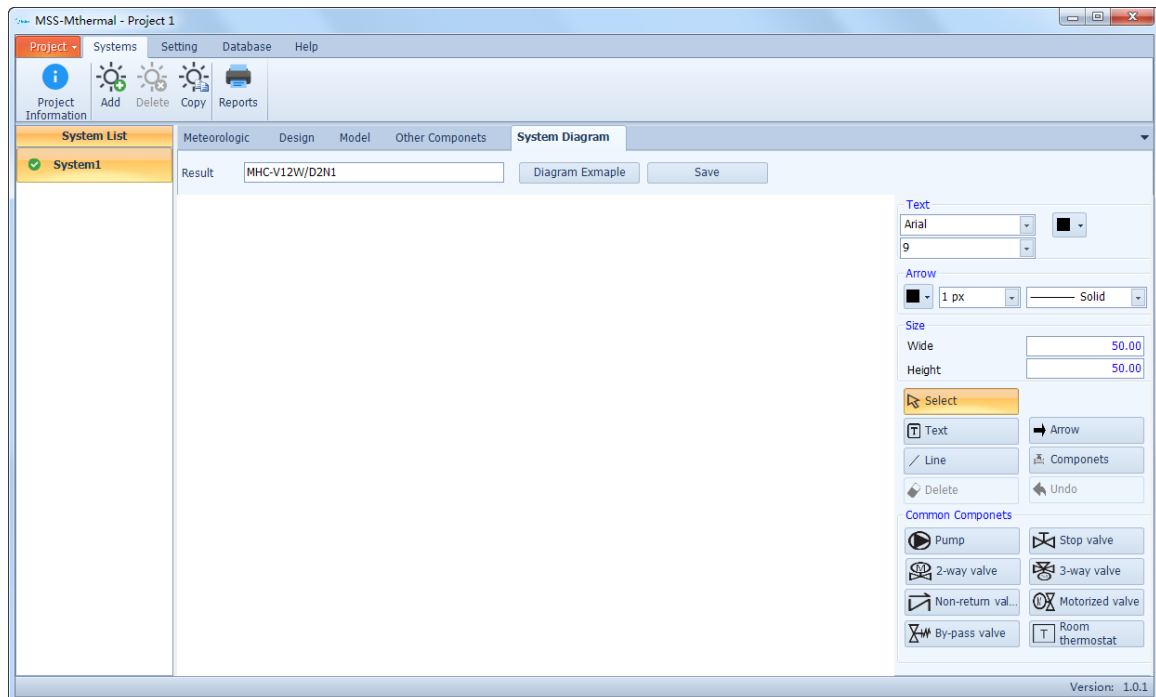 MSS-Mthermal - Project 1
Project Systems Setting Database Help
Project Information
Add
Delete
Copy
Reports
System List
System1
Meteorologic Design Model Other Componets System Diagram
Result MHC-V12W/D2N1 Diagram Exmaple Save
Text
Arial
9
Arrow
1 px Solid
Size
Wide 50.00
Height 50.00
Select
Text Arrow
Line Componets
Delete Undo
Common Componets
Pump Stop valve
2-way valve 3-way valve
Non-return val... Motorized valve
By-pass valve T Room thermostat
Version: 1.0.1